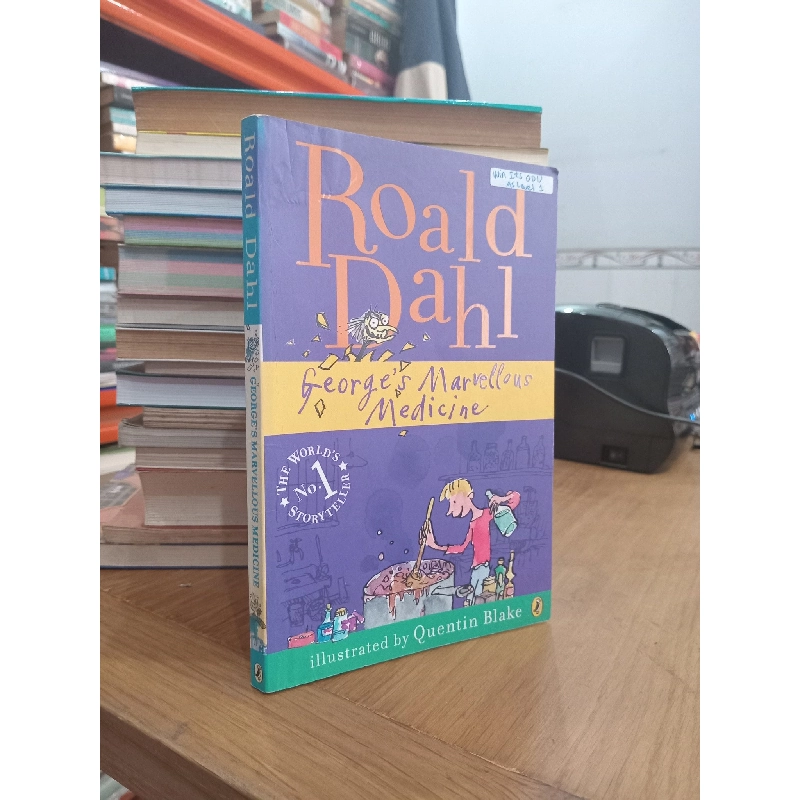 Roald Dahl
GEORGE'S MARVELLOUS MEDICINE
Roald
Dahl
George's Marvellous
Medicine
THE WORLD'S
No. 1
STORYTELLER
illustrated by Quentin Blake